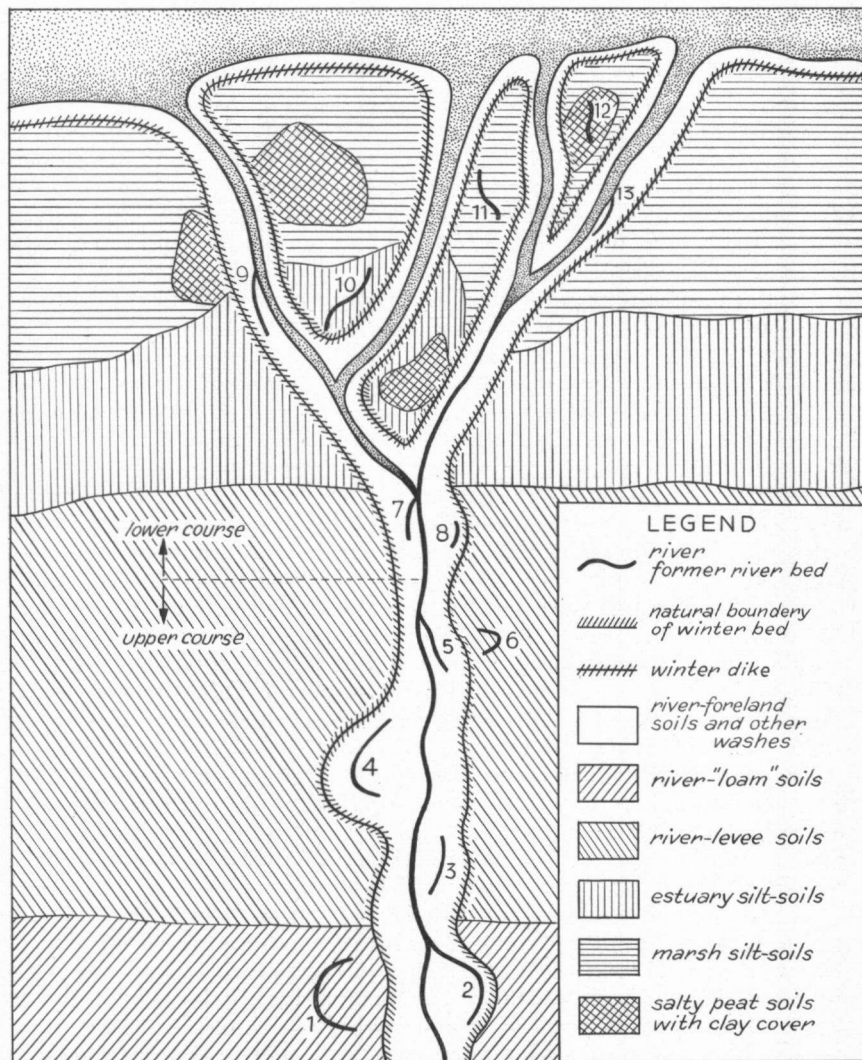 12
13
11
9
10
lower course
7
8
upper course
5
6
4
3
2
1
LEGEND
river
former river bed
natural boundery
of winter bed
winter dike
river-foreland
soils and other
washes
river-"loam" soils
river-levee soils
estuary silt-soils
marsh silt-soils
salty peat soils
with clay cover